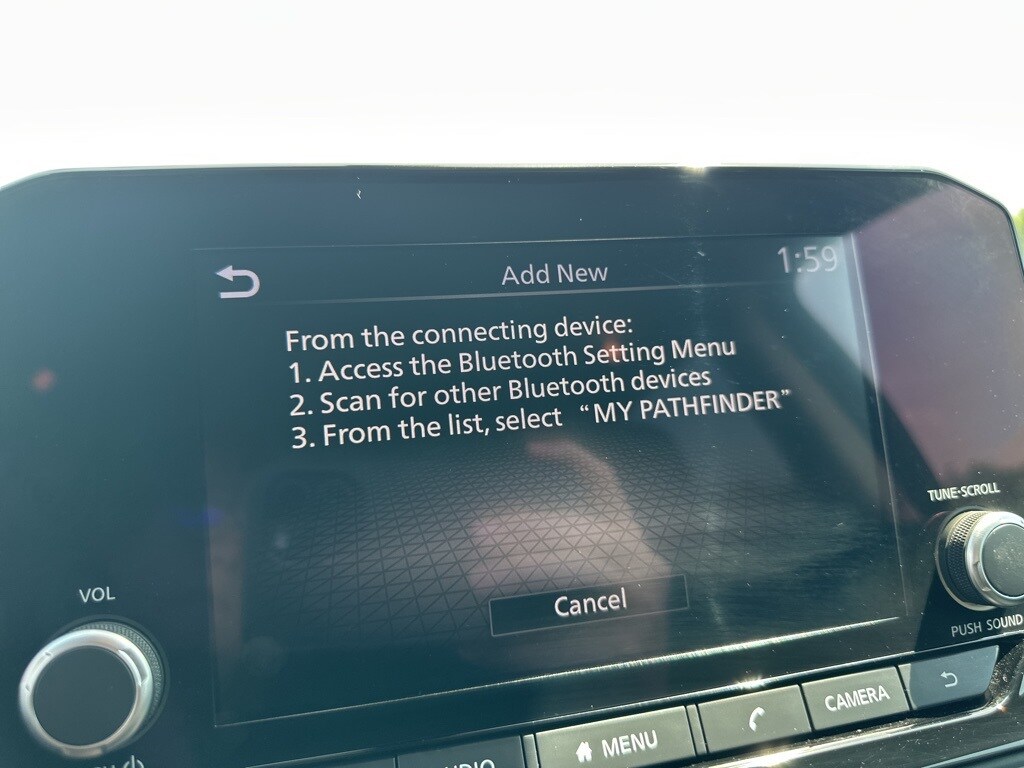 Add New
1:59
From the connecting device:
1. Access the Bluetooth Setting Menu
2. Scan for other Bluetooth devices
3. From the list, select “MY PATHFINDER”
Cancel
TUNE·SCROLL
VOL
PUSH SOUND
CAMERA
MENU